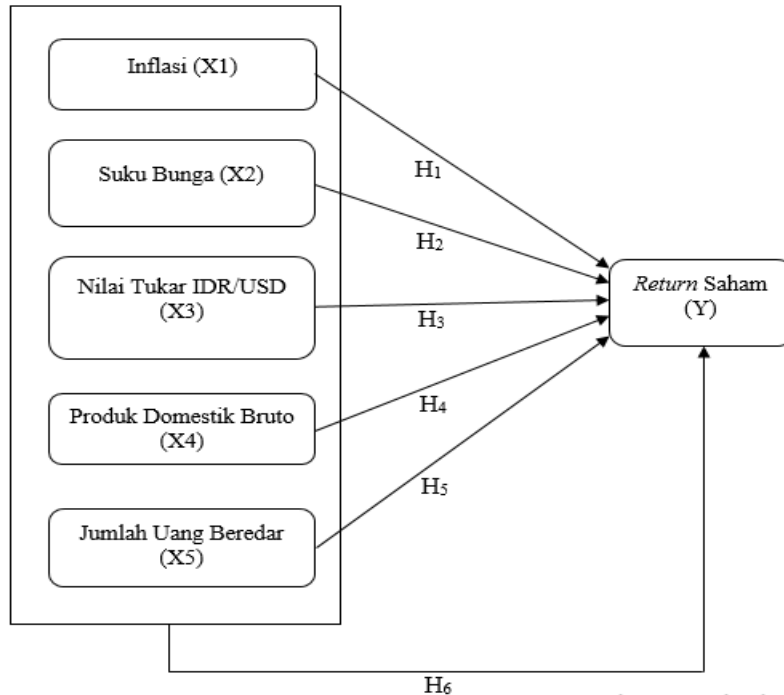 Inflasi (X1)
Suku Bunga (X2)
Nilai Tukar IDR/USD
(X3)
Produk Domestik Bruto
(X4)
Jumlah Uang Beredar
(X5)
H₁
H₂
H₃
H₄
H₅
Return Saham
(Y)
H₆